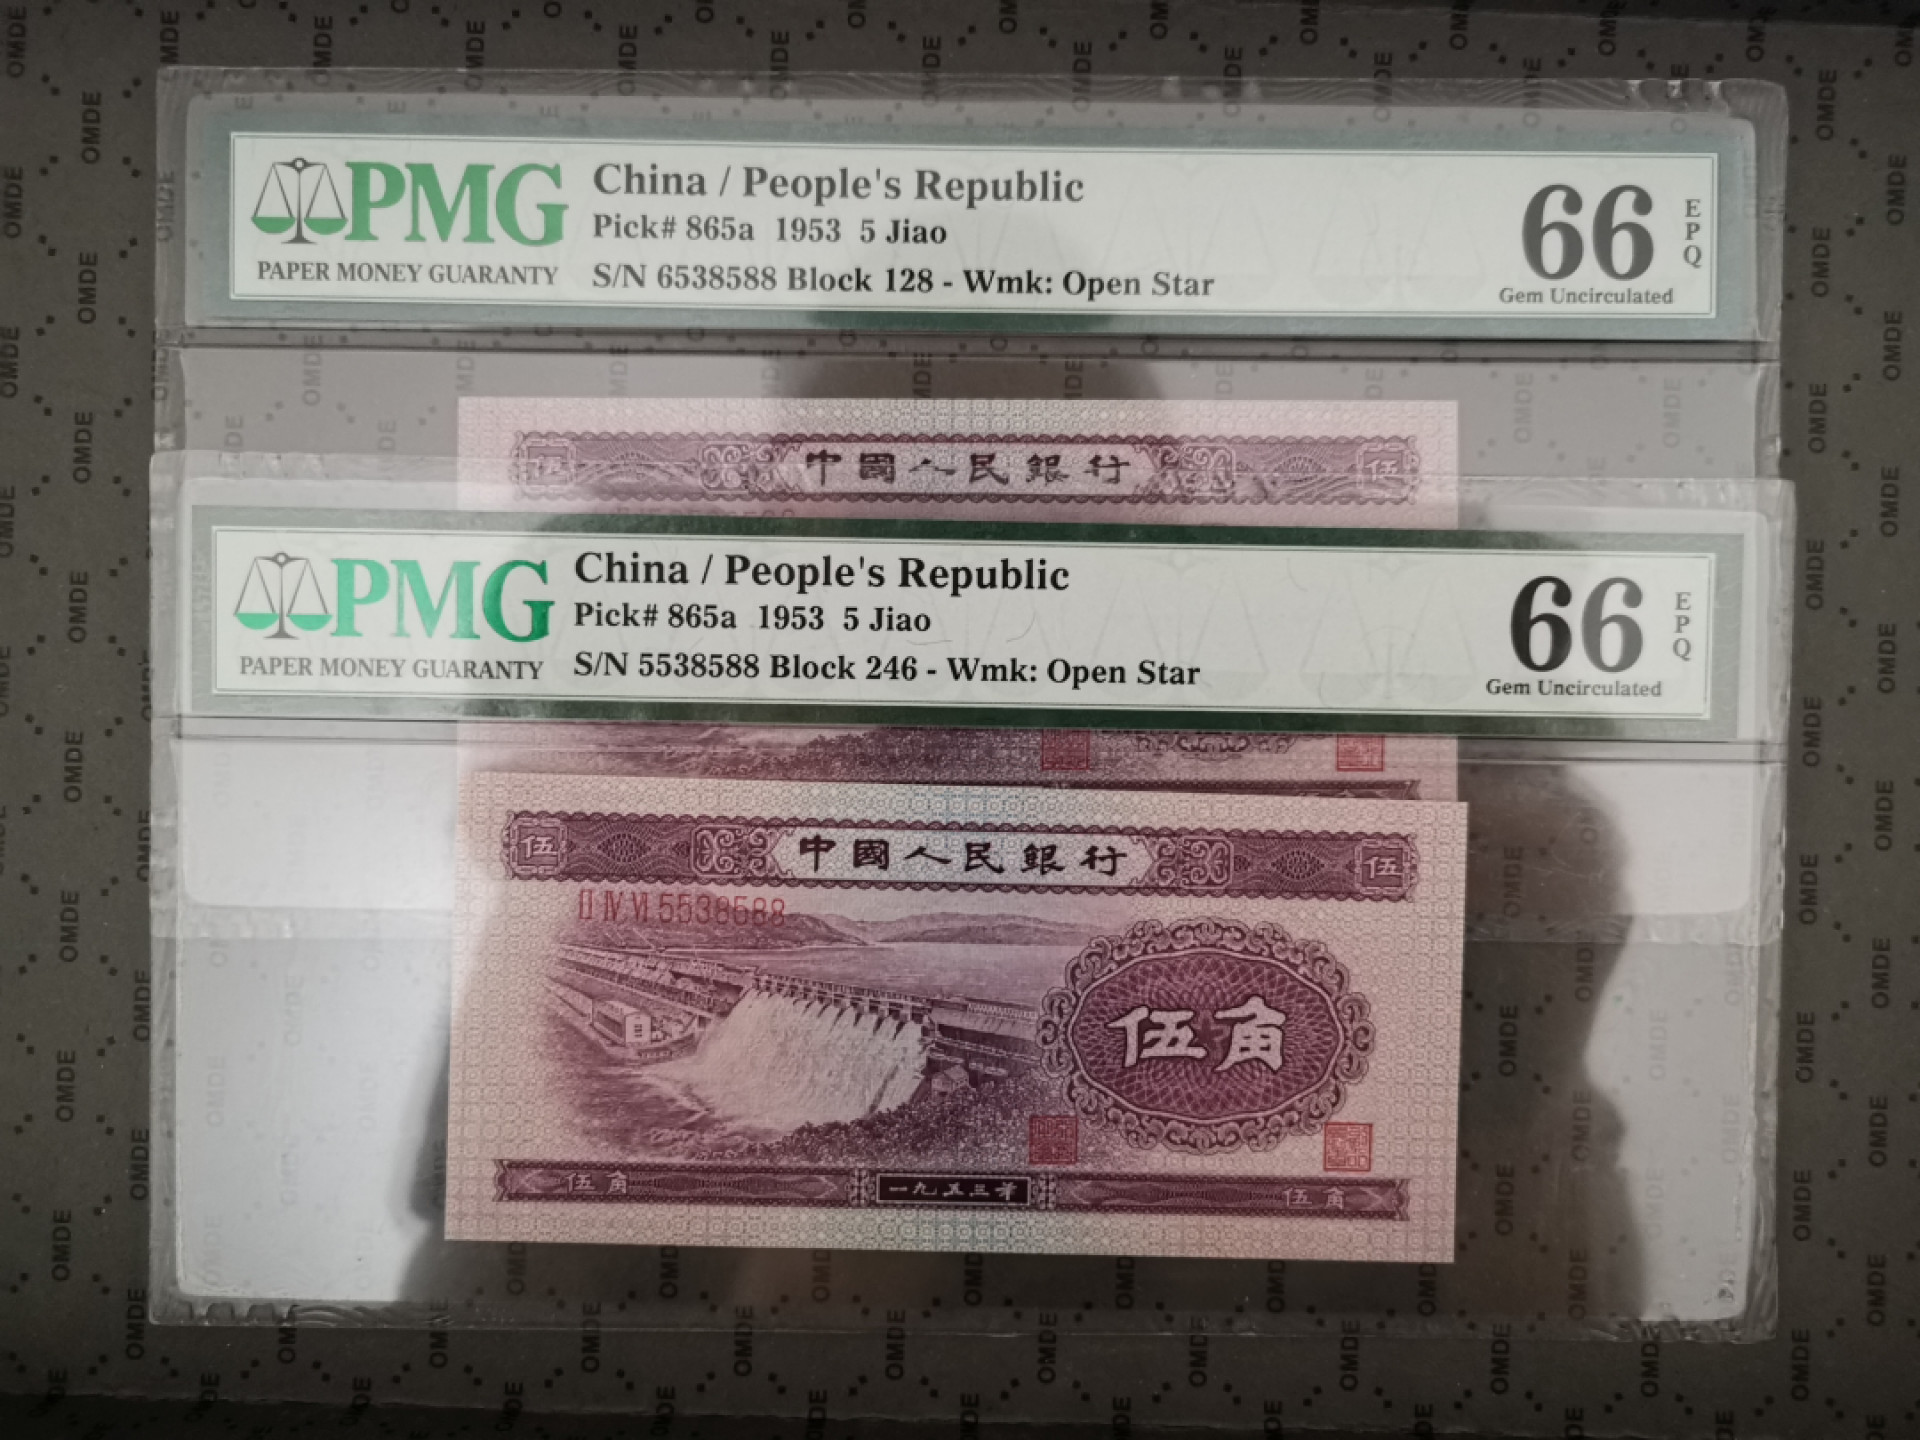 PMG
PAPER MONEY GUARANTY
China / People's Republic
Pick# 865a 1953 5 Jiao
S/N 6538588 Block 128 - Wmk: Open Star
66
EPQ
Gem Uncirculated
伍 中國人民銀行 伍
PMG
PAPER MONEY GUARANTY
China / People's Republic
Pick# 865a 1953 5 Jiao
S/N 5538588 Block 246 - Wmk: Open Star
66
EPQ
Gem Uncirculated
伍 中國人民銀行 伍
II IV VI 5538588
伍角
伍角 一九五三年 伍角
OMDE